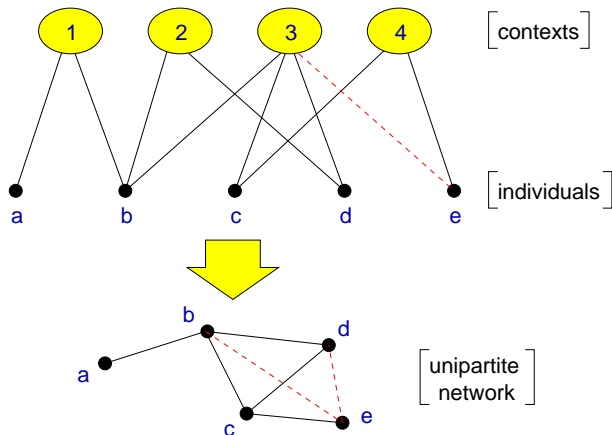 1 2 3 4 contexts
a b c d e individuals
b d
a unipartite
network
c e